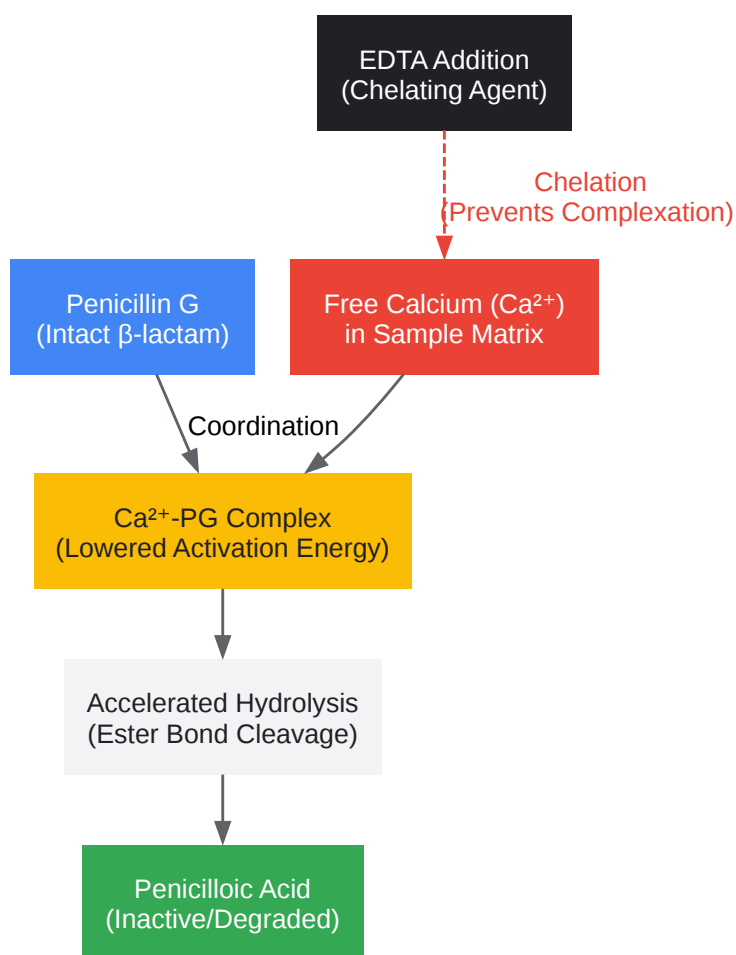 EDTA Addition
(Chelating Agent)
Chelation
(Prevents Complexation)
Penicillin G
(Intact β-lactam)
Free Calcium (Ca²⁺)
in Sample Matrix
Coordination
Ca²⁺-PG Complex
(Lowered Activation Energy)
Accelerated Hydrolysis
(Ester Bond Cleavage)
Penicilloic Acid
(Inactive/Degraded)